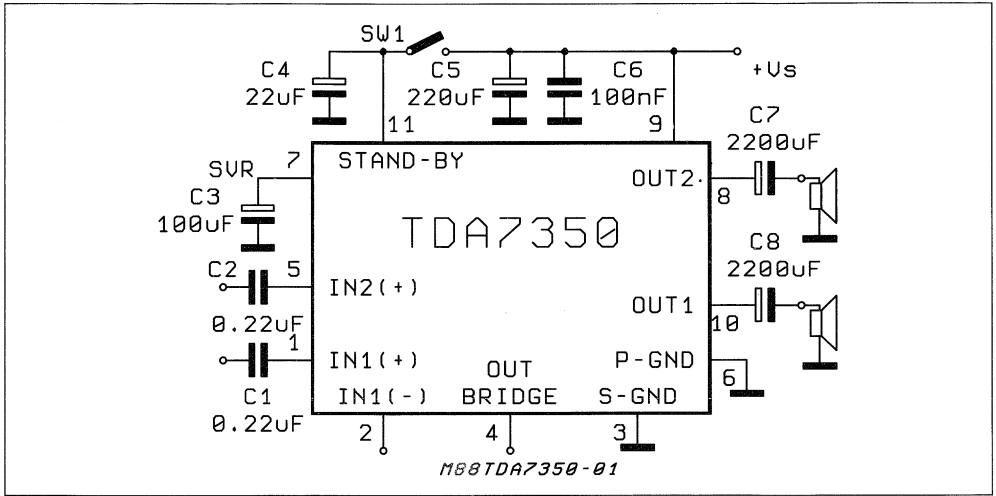 SW1
C4
22uF
C5
220uF
C6
100nF
+Vs
11
9
C7
2200uF
7
STAND-BY
SVR
OUT2
8
C3
100uF
TDA7350
C8
2200uF
C2
5
IN2(+)
0.22uF
OUT1
10
1
IN1(+)
OUT
BRIDGE
P-GND
6
C1
0.22uF
IN1(-)
S-GND
2
4
3
M88TDA7350-01